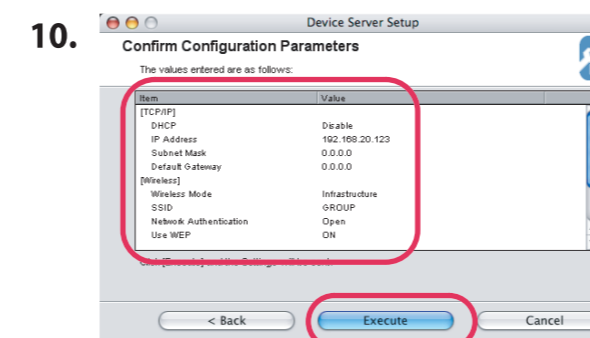 10.
Device Server Setup
Confirm Configuration Parameters
The values entered are as follows:
Item Value
[TCP/IP]
DHCP Disable
IP Address 192.168.20.123
Subnet Mask 0.0.0.0
Default Gateway 0.0.0.0
[Wireless]
Wireless Mode Infrastructure
SSID GROUP
Network Authentication Open
Use WEP ON
< Back Execute Cancel